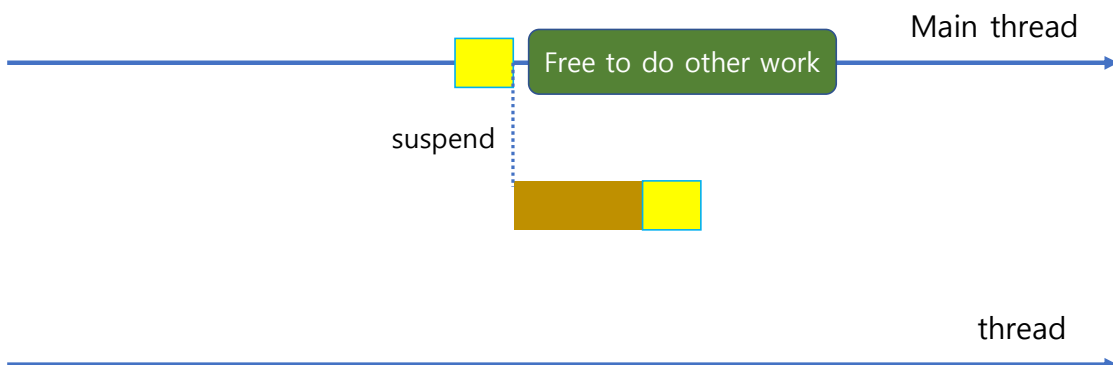 Main thread
Free to do other work
suspend
thread